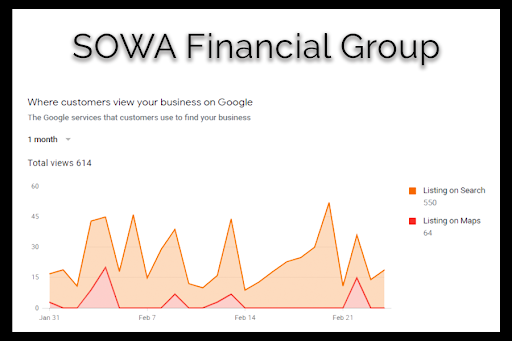 SOWA Financial Group
Where customers view your business on Google
The Google services that customers use to find your business
1 month
Total views 614
60
45
30
15
0
Jan 31
Feb 7
Feb 14
Feb 21
Listing on Search
550
Listing on Maps
64